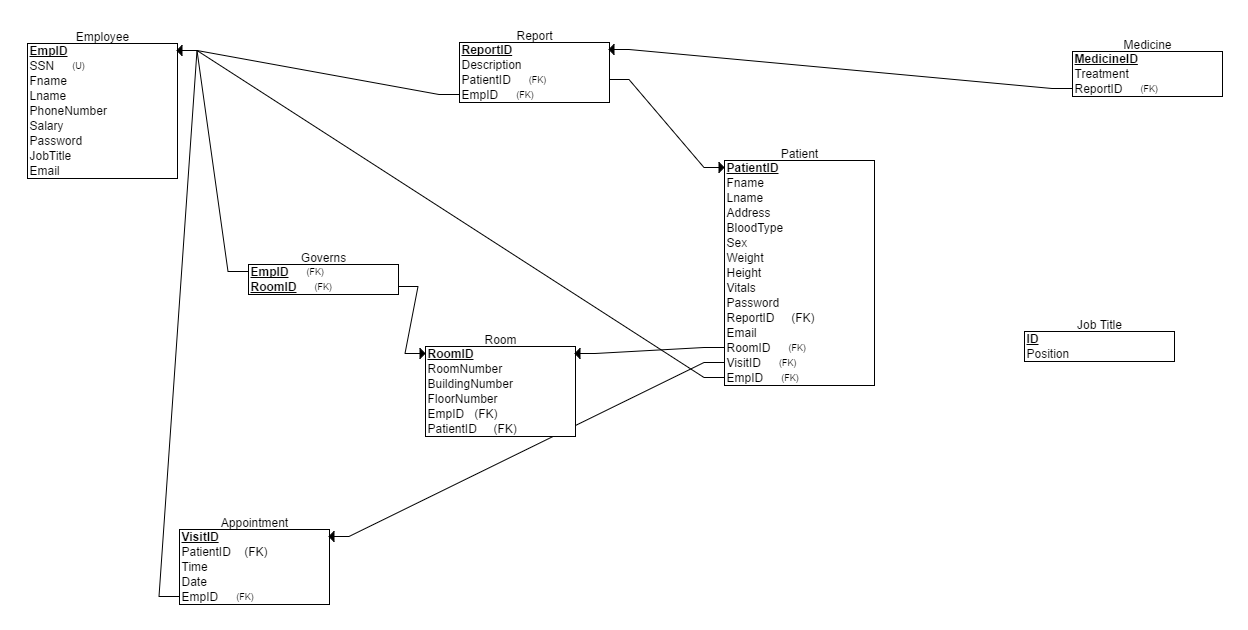 Employee
EmpID
SSN (U)
Fname
Lname
PhoneNumber
Salary
Password
JobTitle
Email
Report
ReportID
Description
PatientID (FK)
EmpID (FK)
Medicine
MedicineID
Treatment
ReportID (FK)
Patient
PatientID
Fname
Lname
Address
BloodType
Sex
Weight
Height
Vitals
Password
ReportID (FK)
Email
RoomID (FK)
VisitID (FK)
EmpID (FK)
Governs
EmpID (FK)
RoomID (FK)
Room
RoomID
RoomNumber
BuildingNumber
FloorNumber
EmpID (FK)
PatientID (FK)
Job Title
ID
Position
Appointment
VisitID
PatientID (FK)
Time
Date
EmpID (FK)